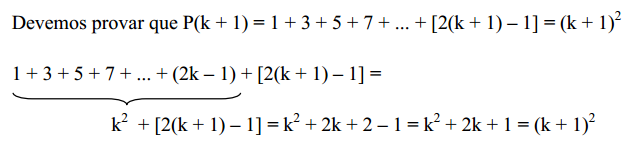 Devemos provar que P(k + 1) = 1 + 3 + 5 + 7 + ... + [2(k + 1) – 1] = (k + 1)²
1 + 3 + 5 + 7 + ... + (2k – 1) + [2(k + 1) – 1] =
k² + [2(k + 1) – 1] = k² + 2k + 2 – 1 = k² + 2k + 1 = (k + 1)²